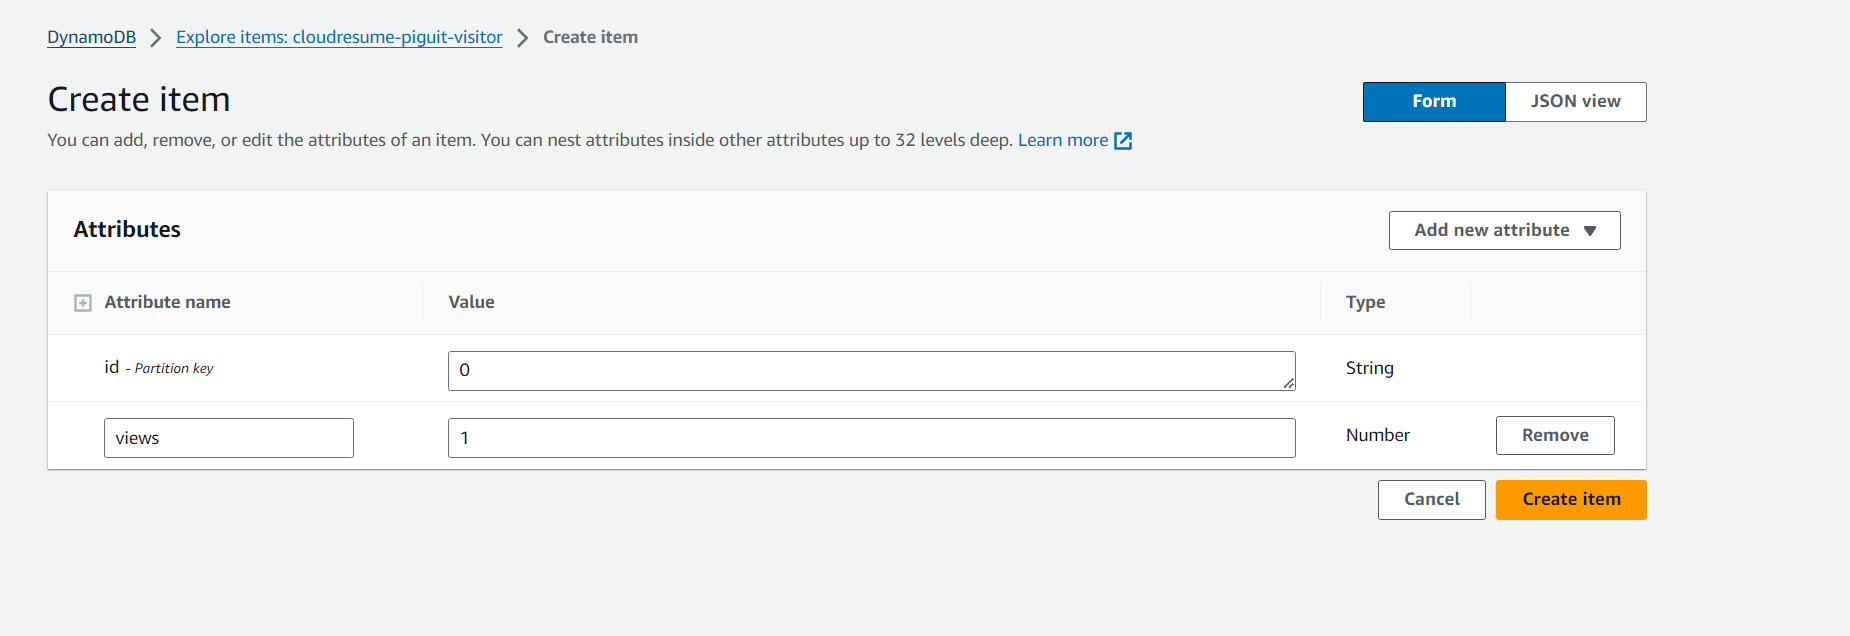 DynamoDB > Explore items: cloudresume-piguit-visitor > Create item
Create item
Form JSON view
You can add, remove, or edit the attributes of an item. You can nest attributes inside other attributes up to 32 levels deep. Learn more
Attributes
Add new attribute
Attribute name Value Type
id - Partition key 0 String
views 1 Number Remove
Cancel Create item